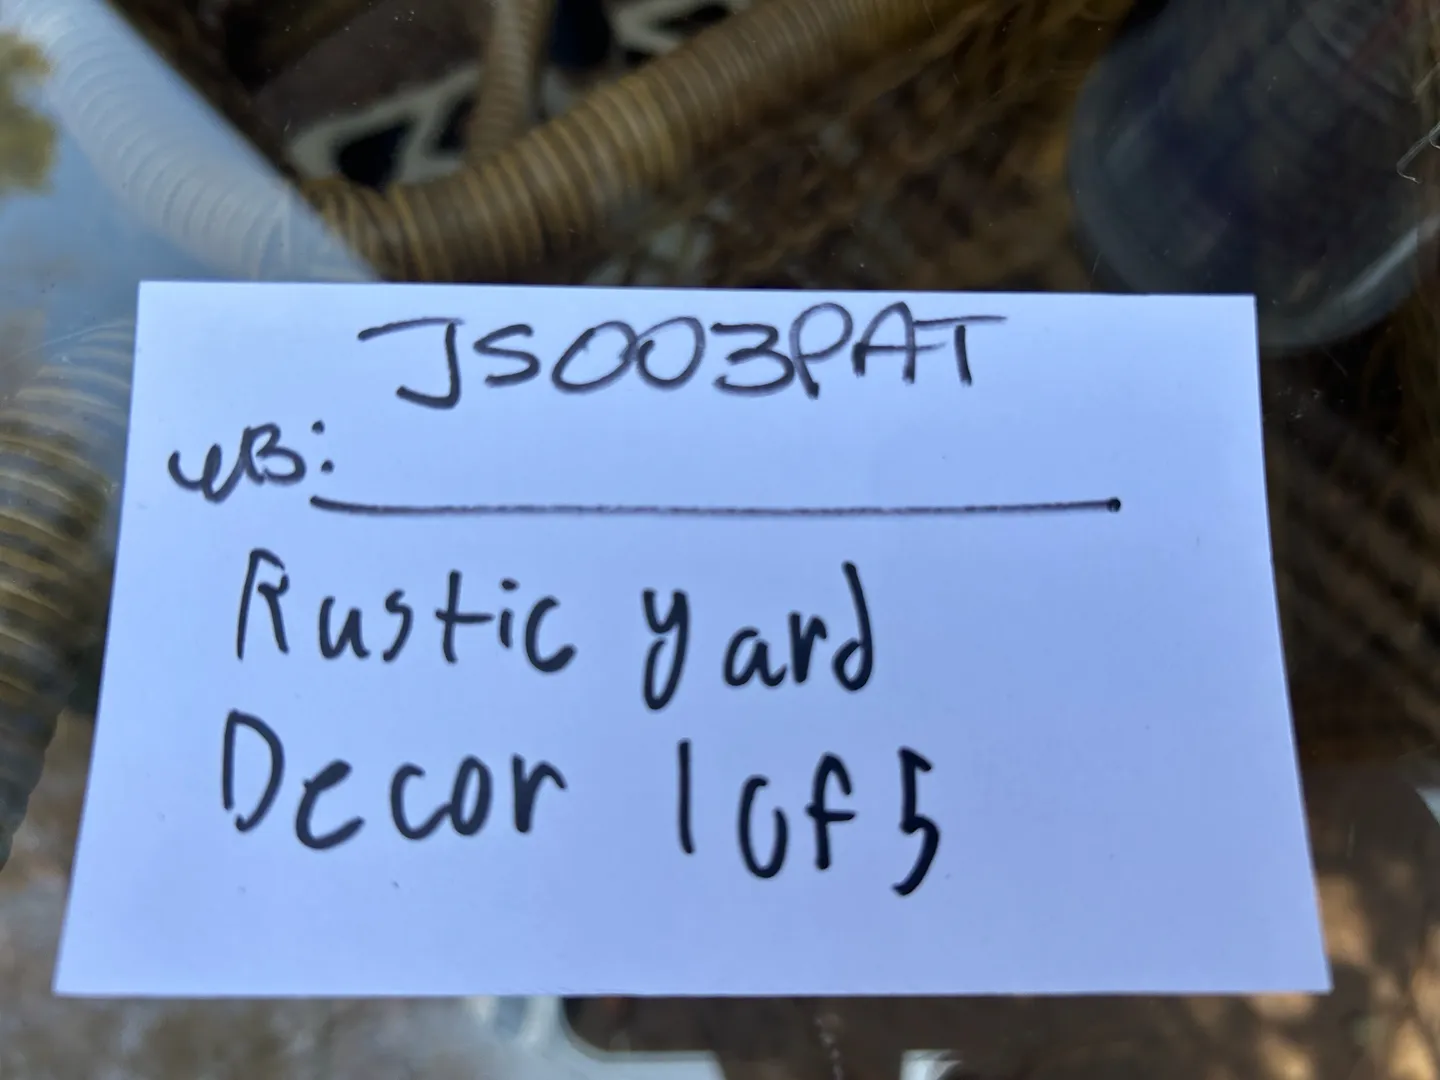 JS003PAT
WB:
Rustic yard
Decor 1 of 5